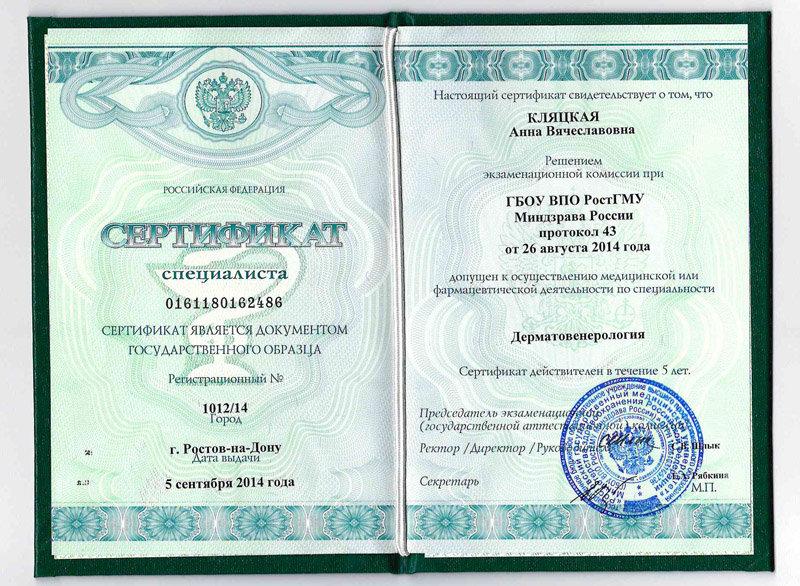 РОССИЙСКАЯ ФЕДЕРАЦИЯ
СЕРТИФИКАТ
специалиста
0161180162486
СЕРТИФИКАТ ЯВЛЯЕТСЯ ДОКУМЕНТОМ
ГОСУДАРСТВЕННОГО ОБРАЗЦА
Регистрационный №
1012/14
Город
г. Ростов-на-Дону
Дата выдачи
5 сентября 2014 года
Настоящий сертификат свидетельствует о том, что
КЛЯЦКАЯ
Анна Вячеславовна
Решением
экзаменационной комиссии при
ГБОУ ВПО РостГМУ
Минздрава России
протокол 43
от 26 августа 2014 года
допущен к осуществлению медицинской или
фармацевтической деятельности по специальности
Дерматовенерология
Сертификат действителен в течение 5 лет.
Председатель экзаменационной
(государственной аттестационной) комиссии
Ректор /Директор /Руководитель
Секретарь
Рябкина
М.П.